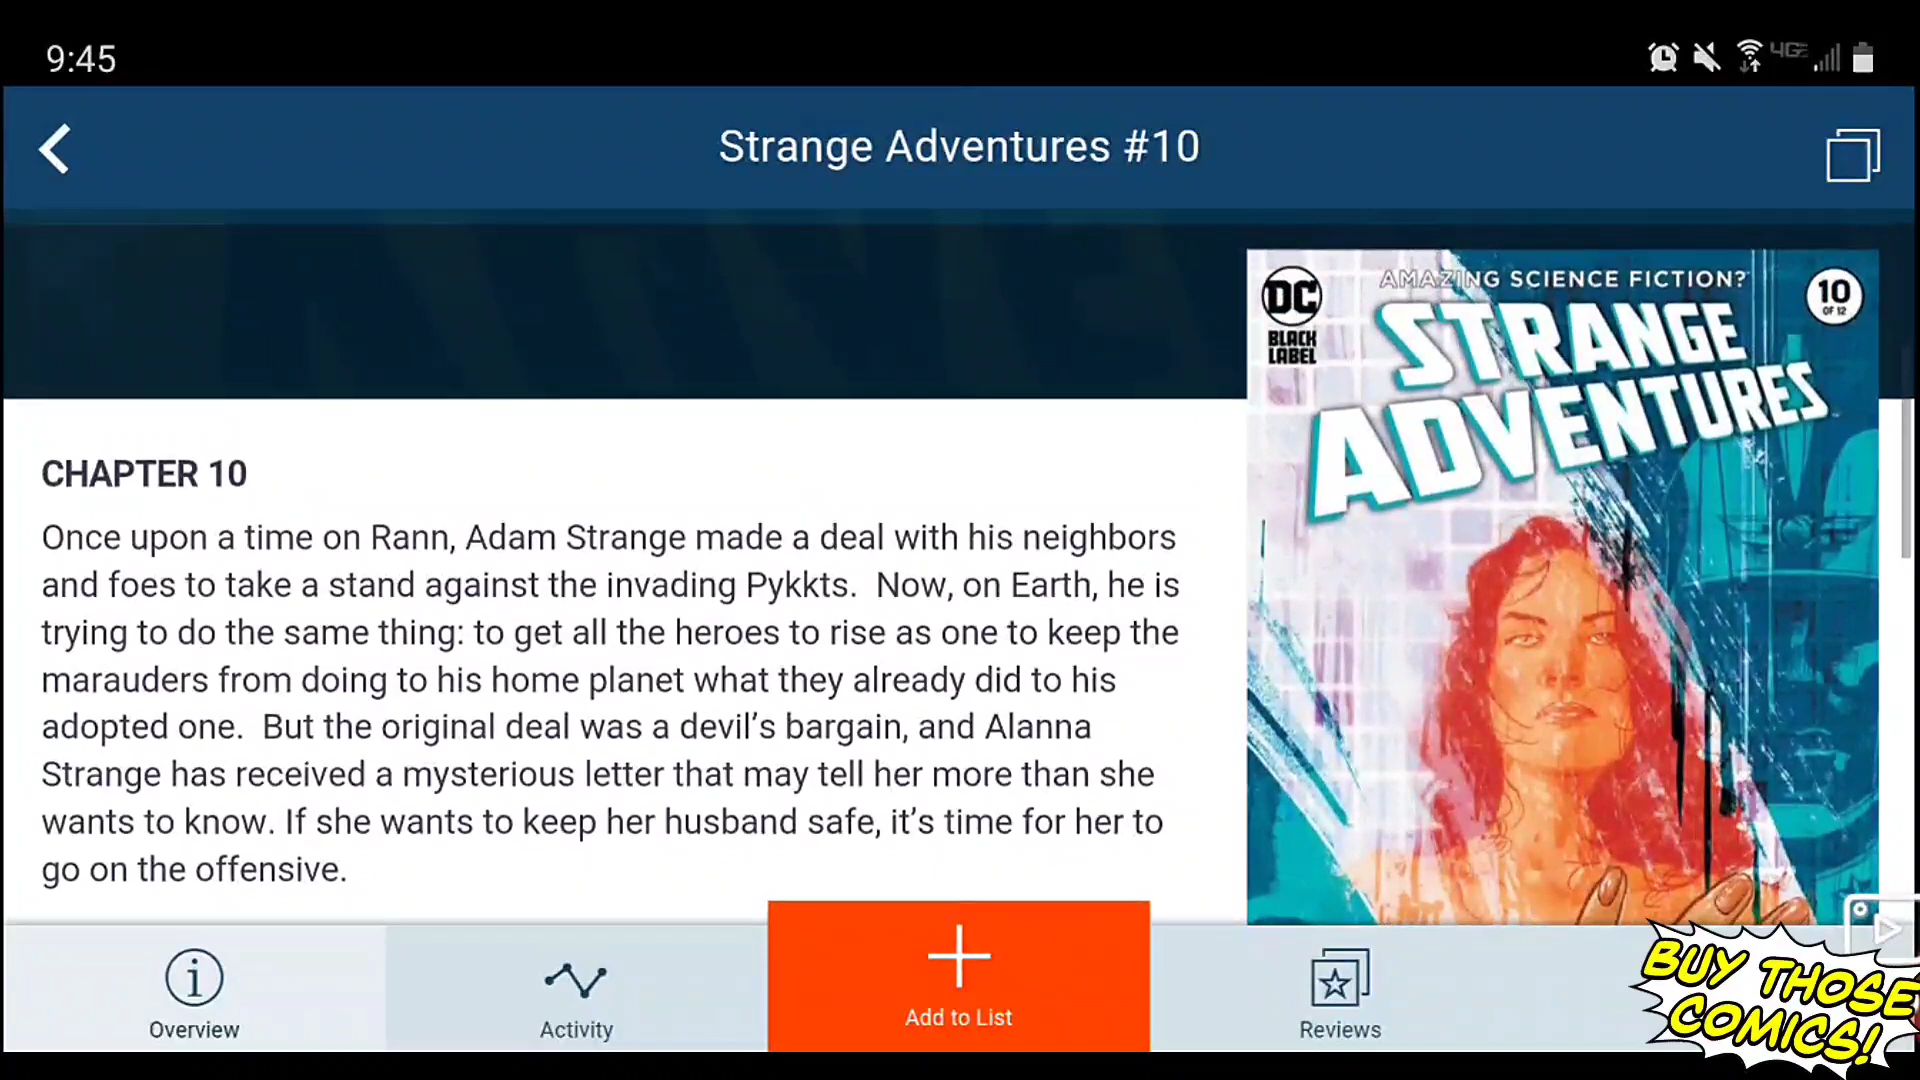 9:45
4GE
Strange Adventures #10
AMAZING SCIENCE FICTION?
DC
BLACK
LABEL
10
OF 12
STRANGE
ADVENTURES
CHAPTER 10
Once upon a time on Rann, Adam Strange made a deal with his neighbors
and foes to take a stand against the invading Pykkts.  Now, on Earth, he is
trying to do the same thing: to get all the heroes to rise as one to keep the
marauders from doing to his home planet what they already did to his
adopted one.  But the original deal was a devil’s bargain, and Alanna
Strange has received a mysterious letter that may tell her more than she
wants to know. If she wants to keep her husband safe, it’s time for her to
go on the offensive.
Overview
Activity
Add to List
Reviews
BUY THOSE
COMICS!